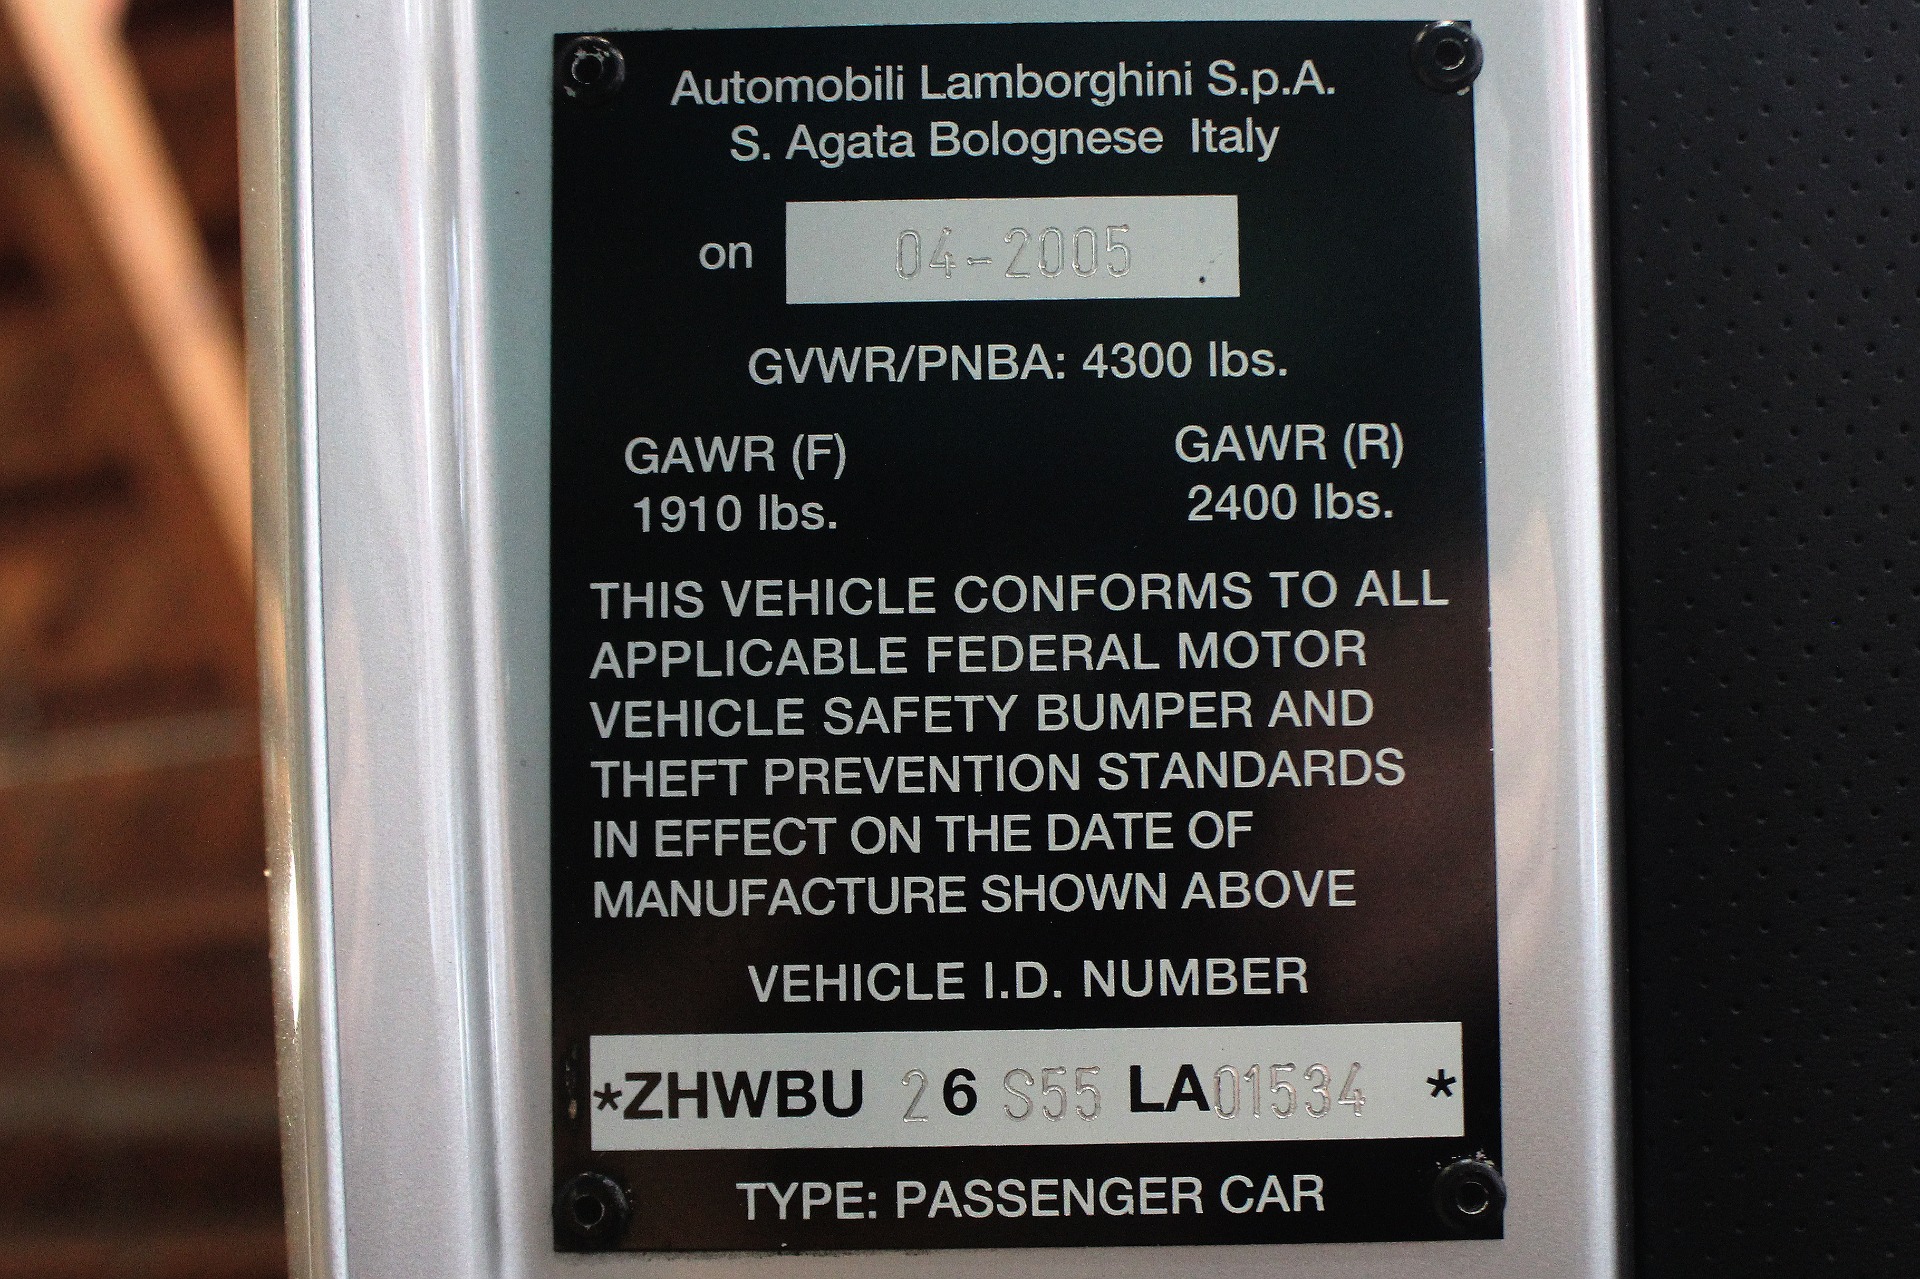 Automobili Lamborghini S.p.A.
S. Agata Bolognese Italy
on 04-2005
GVWR/PNBA: 4300 lbs.
GAWR (F) GAWR (R)
1910 lbs. 2400 lbs.
THIS VEHICLE CONFORMS TO ALL
APPLICABLE FEDERAL MOTOR
VEHICLE SAFETY BUMPER AND
THEFT PREVENTION STANDARDS
IN EFFECT ON THE DATE OF
MANUFACTURE SHOWN ABOVE
VEHICLE I.D. NUMBER
*ZHWBU 26 S55 LA01534 *
TYPE: PASSENGER CAR